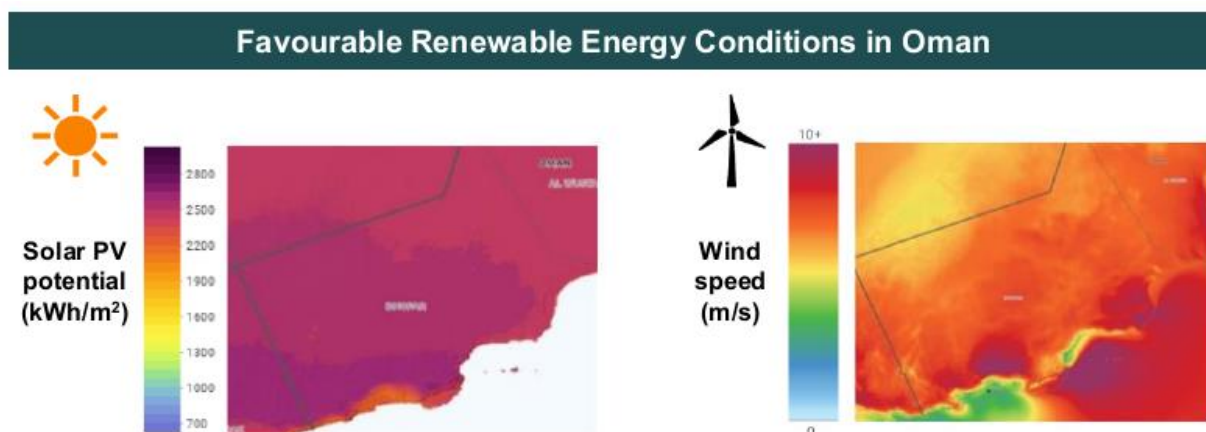 Favourable Renewable Energy Conditions in Oman
Solar PV
potential
(kWh/m²)
2800
2500
2200
1900
1600
1300
1000
700
DHOFAR
Wind
speed
(m/s)
10+